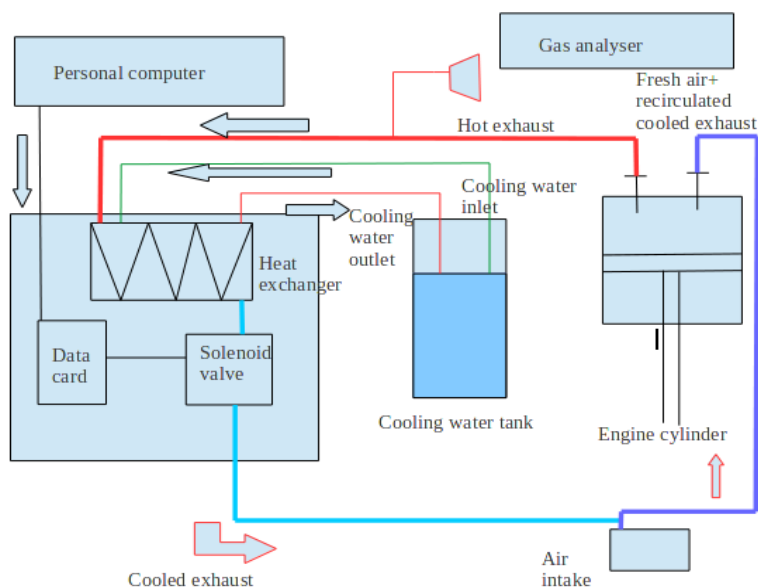 Gas analyser
Personal computer
Fresh air+
recirculated
cooled exhaust
Hot exhaust
Cooling water
inlet
Cooling
water
outlet
Heat
exchanger
Data
card
Solenoid
valve
Cooling water tank
Engine cylinder
Air
intake
Cooled exhaust